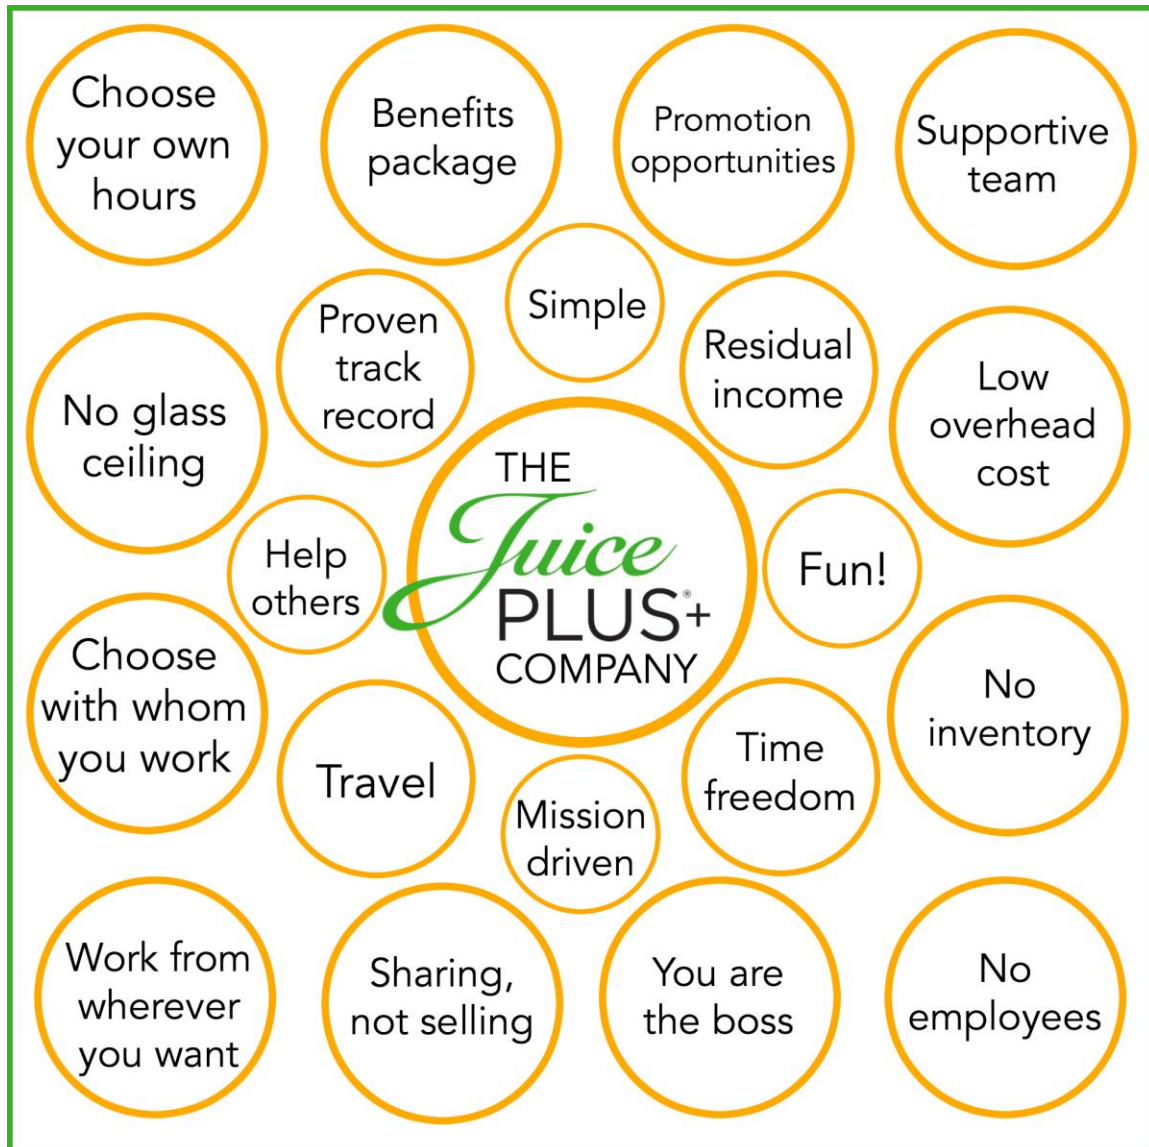 Choose
your own
hours
Benefits
package
Promotion
opportunities
Supportive
team
Simple
Proven
track
record
Residual
income
No glass
ceiling
Low
overhead
cost
THE
Juice
PLUS®+
COMPANY
Help
others
Fun!
Choose
with whom
you work
No
inventory
Travel
Time
freedom
Mission
driven
Work from
wherever
you want
Sharing,
not selling
You are
the boss
No
employees